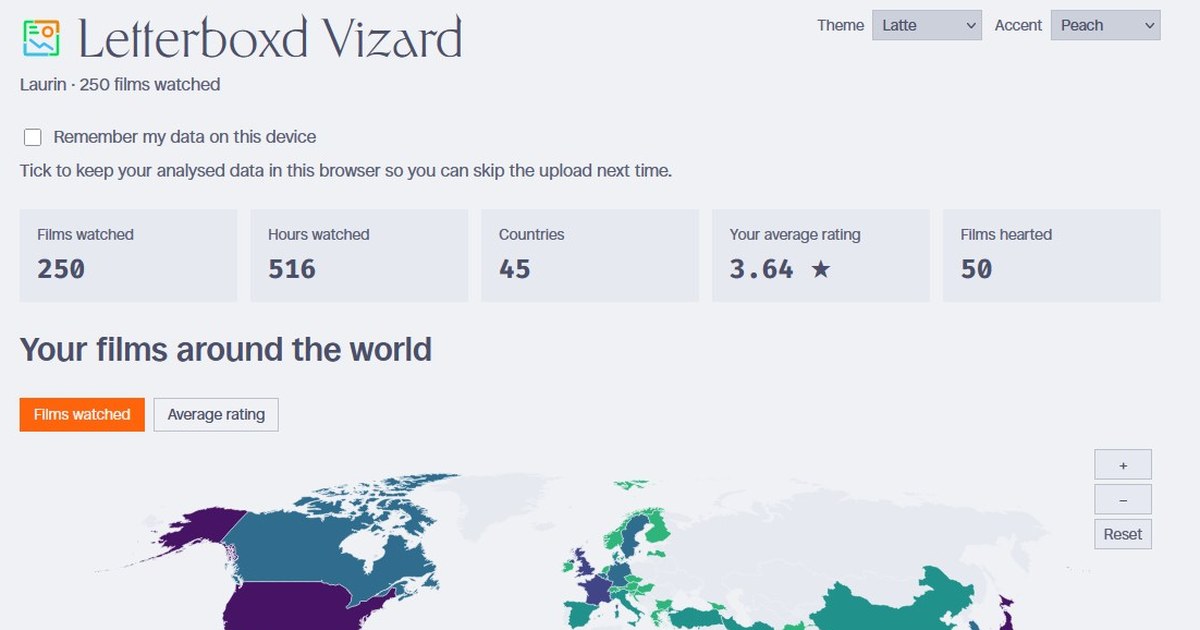 Letterboxd Vizard
Theme Latte Accent Peach
Laurin · 250 films watched
Remember my data on this device
Tick to keep your analysed data in this browser so you can skip the upload next time.
Films watched
250
Hours watched
516
Countries
45
Your average rating
3.64 ★
Films hearted
50
Your films around the world
Films watched Average rating
+
−
Reset